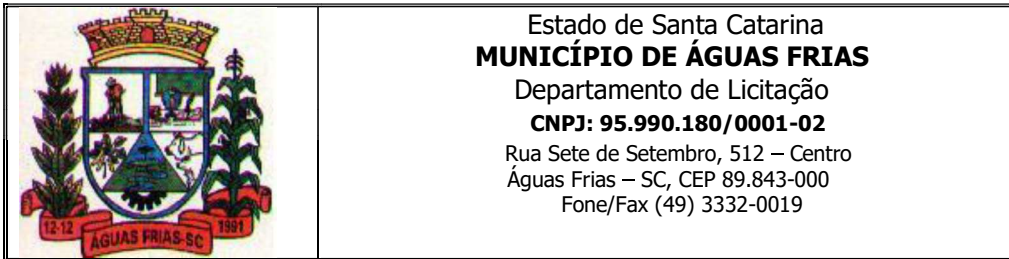 12-12
ÁGUAS FRIAS-SC
1991
Estado de Santa Catarina
MUNICÍPIO DE ÁGUAS FRIAS
Departamento de Licitação
CNPJ: 95.990.180/0001-02
Rua Sete de Setembro, 512 – Centro
Águas Frias – SC, CEP 89.843-000
Fone/Fax (49) 3332-0019